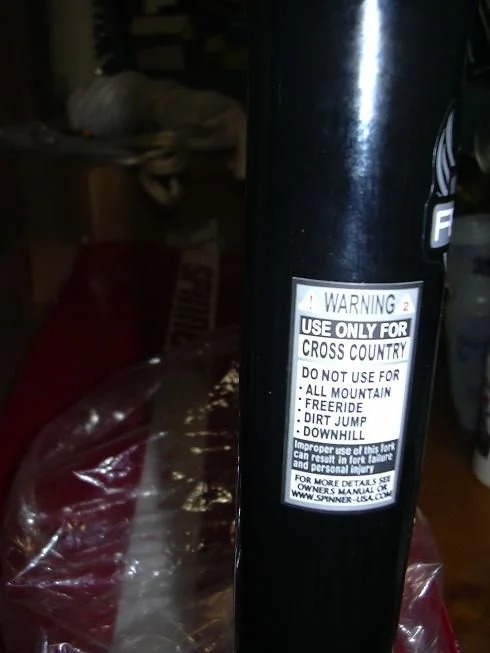 SPINNE
F
! WARNING 2
USE ONLY FOR
CROSS COUNTRY
DO NOT USE FOR
· ALL MOUNTAIN
· FREERIDE
· DIRT JUMP
· DOWNHILL
Improper use of this fork
can result in fork failure
and personal injury
FOR MORE DETAILS SEE
OWNERS MANUAL OR
WWW.SPINNER-USA.COM